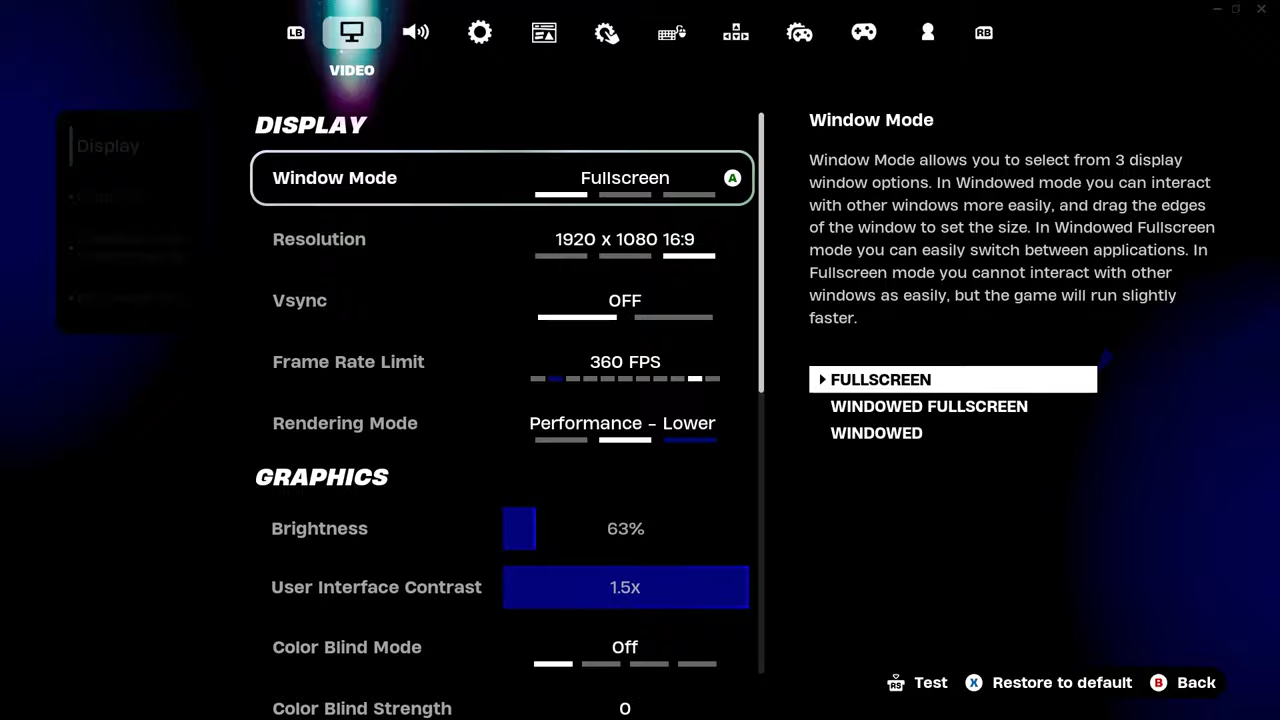 LB
RB
VIDEO
Display
DISPLAY
Window Mode
Fullscreen
A
Resolution
1920 x 1080 16:9
Vsync
OFF
Frame Rate Limit
360 FPS
Rendering Mode
Performance - Lower
GRAPHICS
Brightness
63%
User Interface Contrast
1.5x
Color Blind Mode
Off
Color Blind Strength
0
Window Mode
Window Mode allows you to select from 3 display
window options. In Windowed mode you can interact
with other windows more easily, and drag the edges
of the window to set the size. In Windowed Fullscreen
mode you can easily switch between applications. In
Fullscreen mode you cannot interact with other
windows as easily, but the game will run slightly
faster.
FULLSCREEN
WINDOWED FULLSCREEN
WINDOWED
RS Test
X Restore to default
B Back